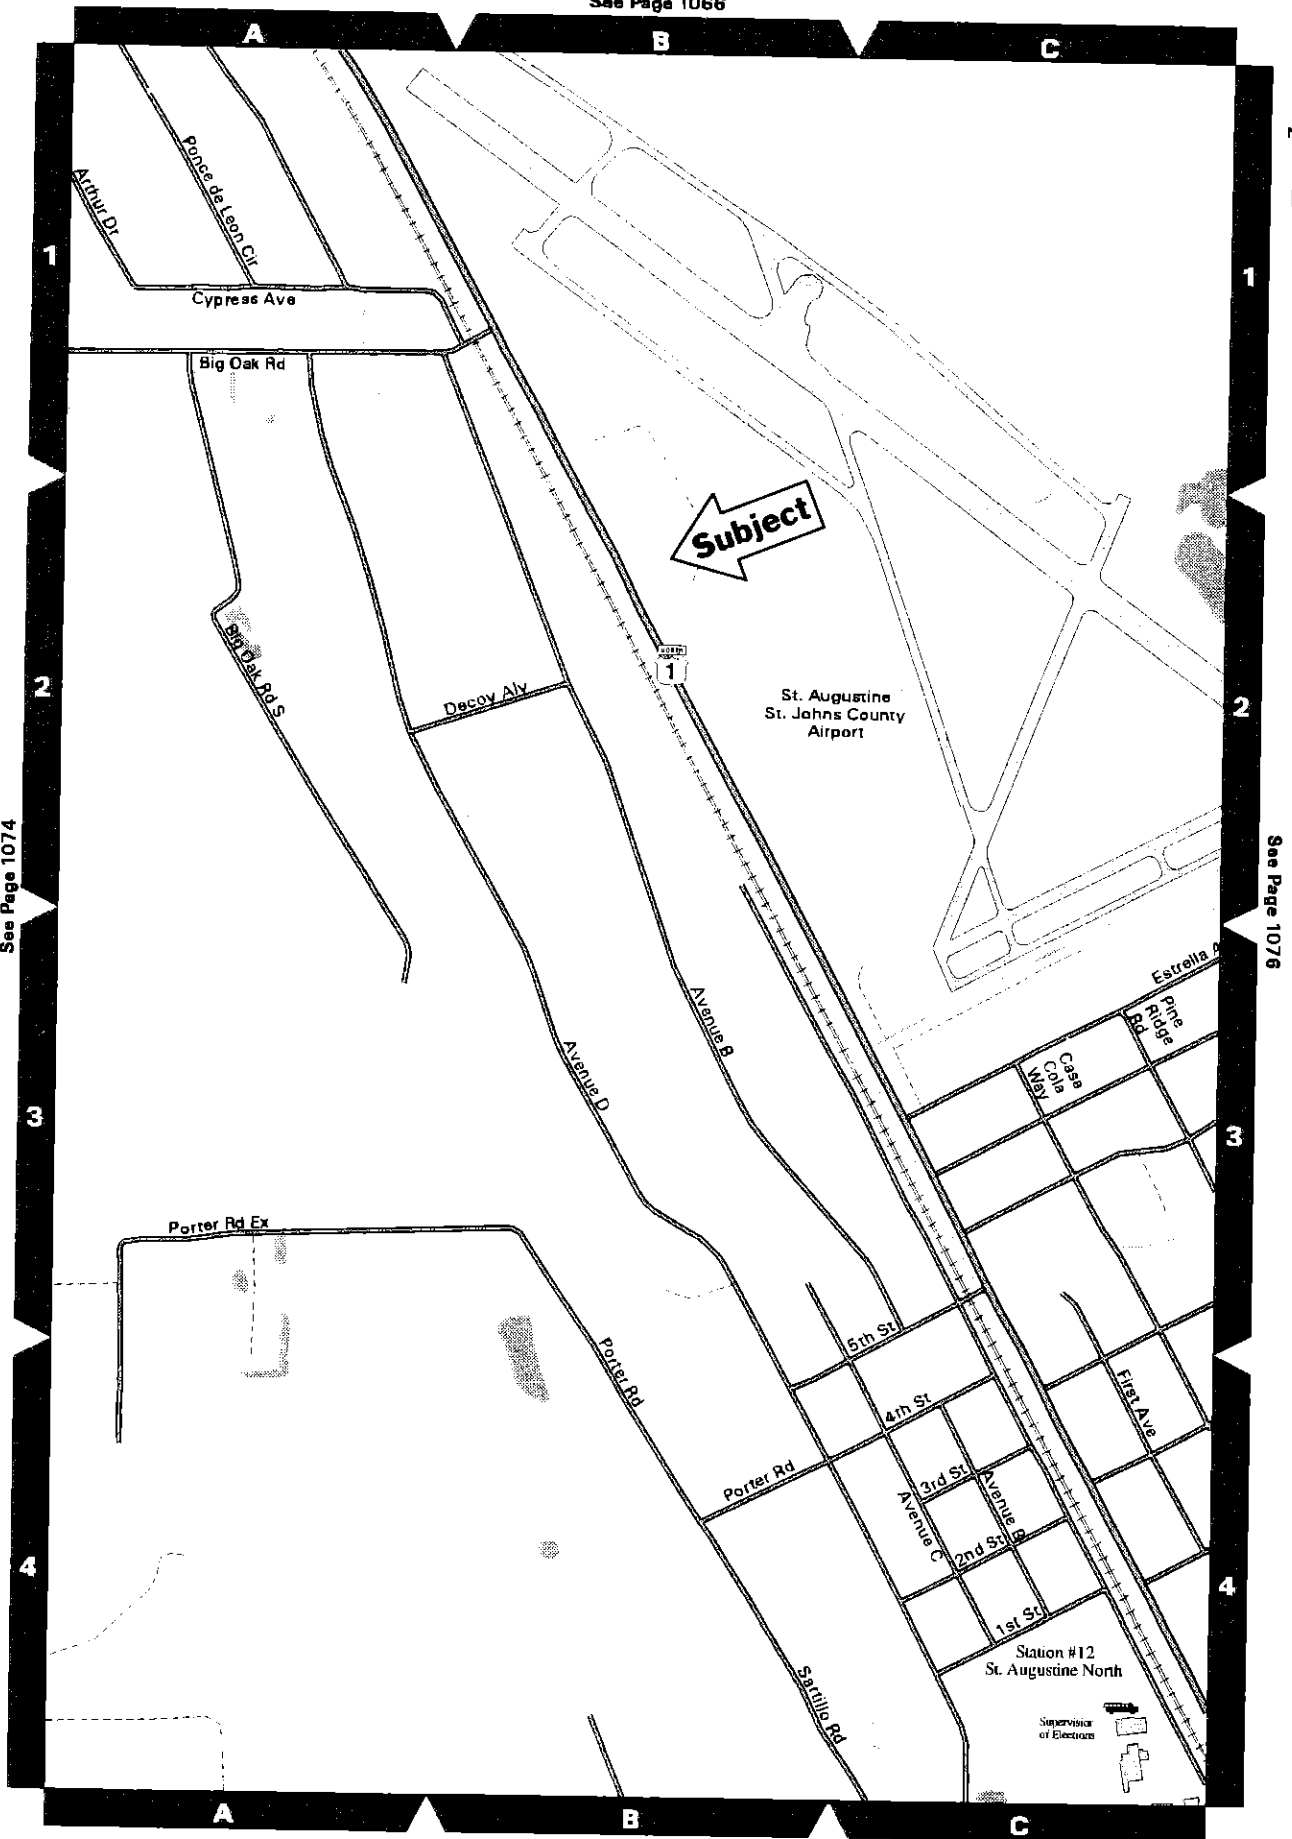 See Page 1066
A
B
C
1
1
Arthur Dr
Ponce de Leon Cir
Cypress Ave
Big Oak Rd
Subject
2
2
Big Oak Rd S
Decoy Aly
NORTH
1
St. Augustine
St. Johns County
Airport
See Page 1074
See Page 1076
Estrella A
Pine
Ridge
Rd
Casa
Cola
Way
Avenue B
Avenue D
3
3
Porter Rd Ex
Porter Rd
5th St
4th St
First Ave
Porter Rd
3rd St
Avenue B
Avenue C
2nd St
4
4
1st St
Station #12
St. Augustine North
Sartillo Rd
Supervisor
of Elections
A
B
C